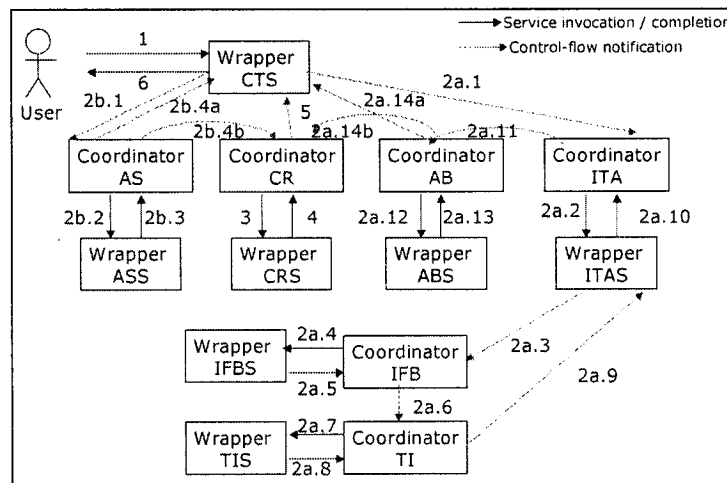 Service invocation / completion
Control-flow notification
1
6
User
Wrapper
CTS
2b.1
2b.4a
2b.4b
5
2a.14a
2a.14b
2a.1
2a.11
Coordinator
AS
Coordinator
CR
Coordinator
AB
Coordinator
ITA
2b.2
2b.3
3
4
2a.12
2a.13
2a.2
2a.10
Wrapper
ASS
Wrapper
CRS
Wrapper
ABS
Wrapper
ITAS
Wrapper
IFBS
2a.4
2a.5
Coordinator
IFB
2a.3
2a.9
2a.6
Wrapper
TIS
2a.7
2a.8
Coordinator
TI